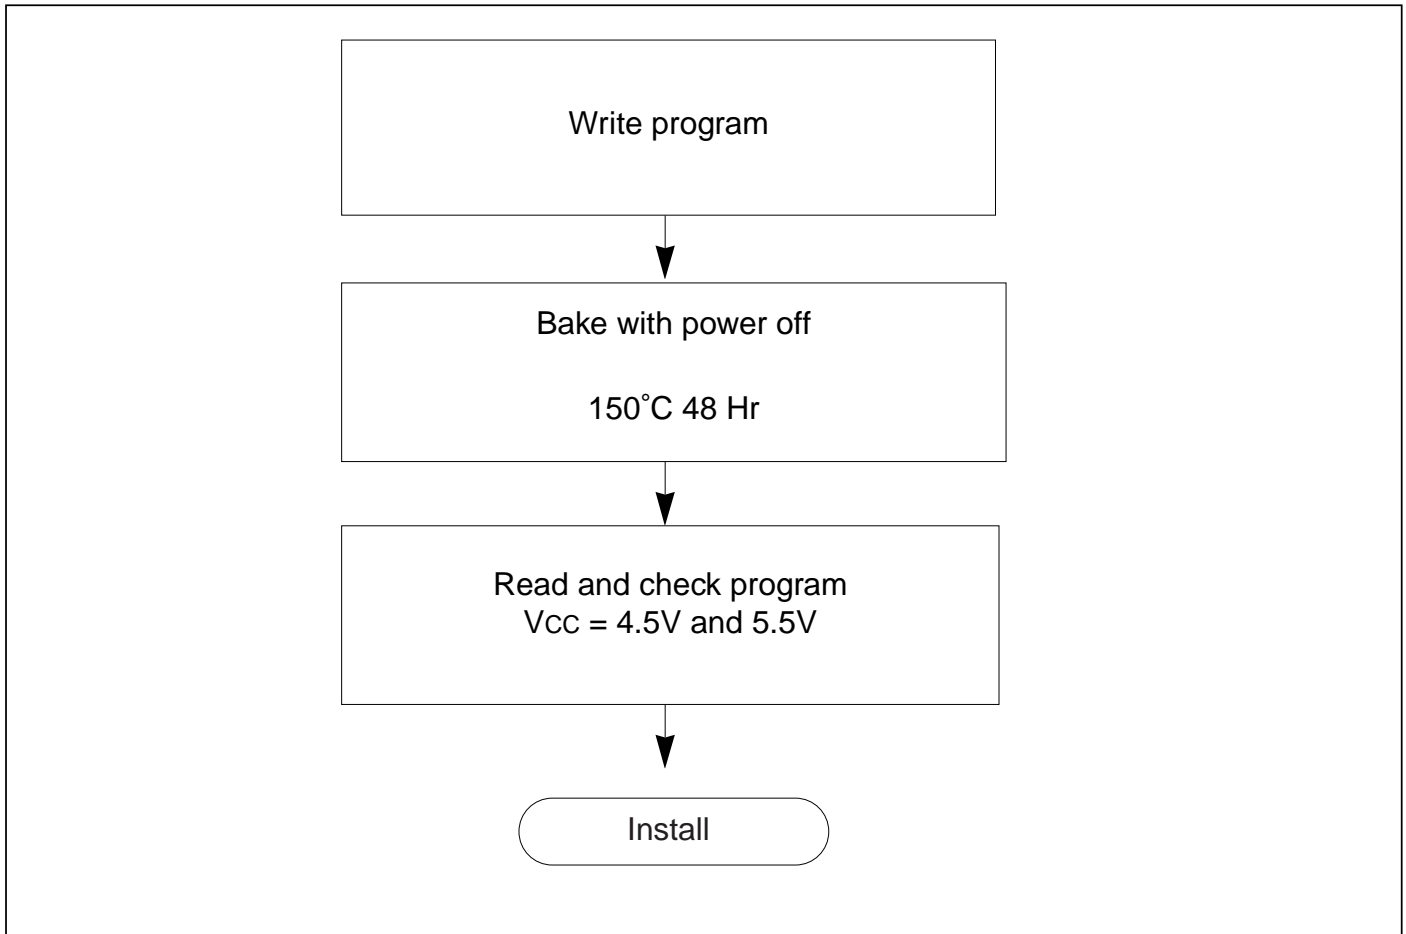 Write program
Bake with power off
150°C 48 Hr
Read and check program
VCC = 4.5V and 5.5V
Install